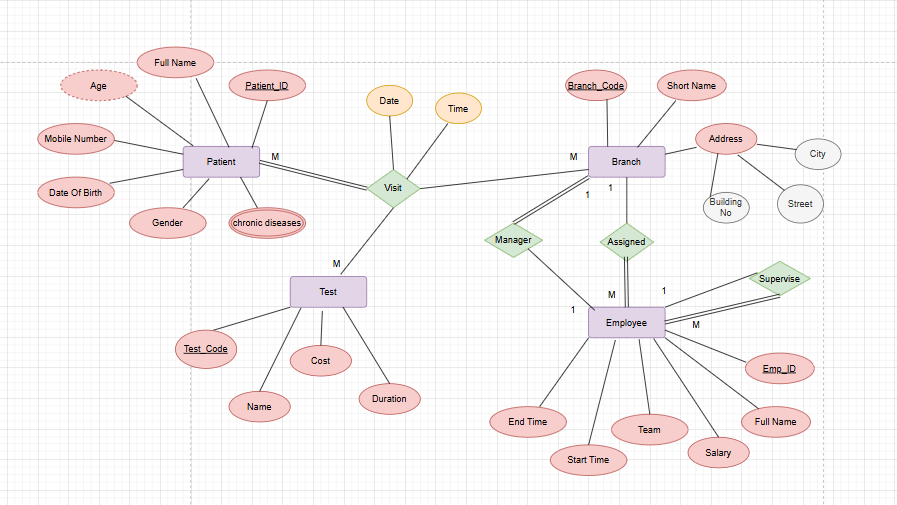 Full Name
Age
Patient_ID
Date
Time
Branch_Code
Short Name
Mobile Number
Address
City
Patient
M
M
Branch
Date Of Birth
Visit
1
1
Building
No
Street
Gender
chronic diseases
Manager
Assigned
M
Supervise
Test
M
1
1
Employee
M
Test_Code
Cost
Emp_ID
Name
Duration
End Time
Team
Full Name
Start Time
Salary